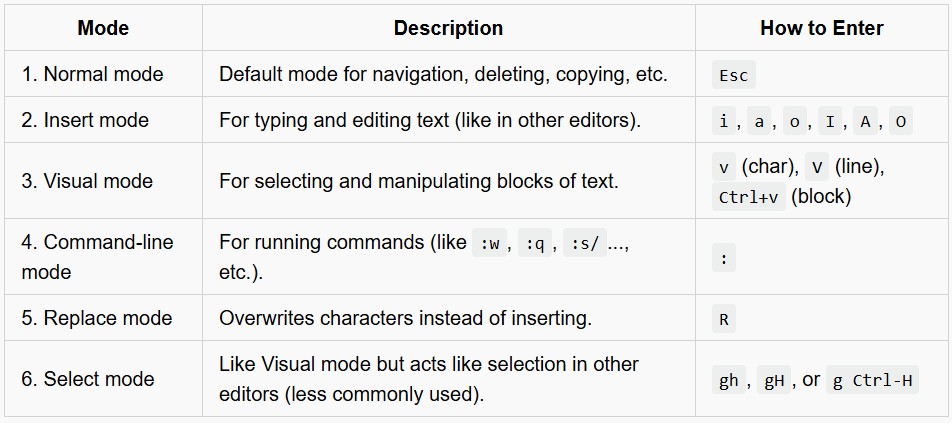 Mode Description How to Enter
1. Normal mode Default mode for navigation, deleting, copying, etc. Esc
2. Insert mode For typing and editing text (like in other editors). i, a, o, I, A, O
3. Visual mode For selecting and manipulating blocks of text. v (char), V (line),
Ctrl+v (block)
4. Command-line
mode
For running commands (like :w, :q, :s/...,
etc.).
:
5. Replace mode Overwrites characters instead of inserting. R
6. Select mode Like Visual mode but acts like selection in other
editors (less commonly used).
gh, gH, or g Ctrl-H